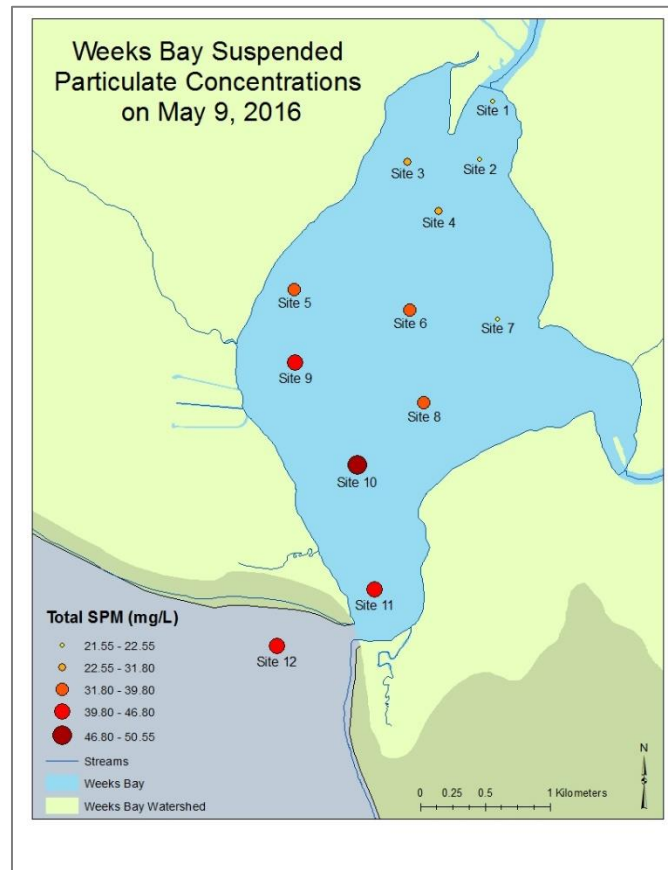 Weeks Bay Suspended
Particulate Concentrations
on May 9, 2016
Site 1
Site 2
Site 3
Site 4
Site 5
Site 6
Site 7
Site 9
Site 8
Site 10
Site 11
Site 12
Total SPM (mg/L)
21.55 - 22.55
22.55 - 31.80
31.80 - 39.80
39.80 - 46.80
46.80 - 50.55
Streams
Weeks Bay
Weeks Bay Watershed
N
0 0.25 0.5 1 Kilometers